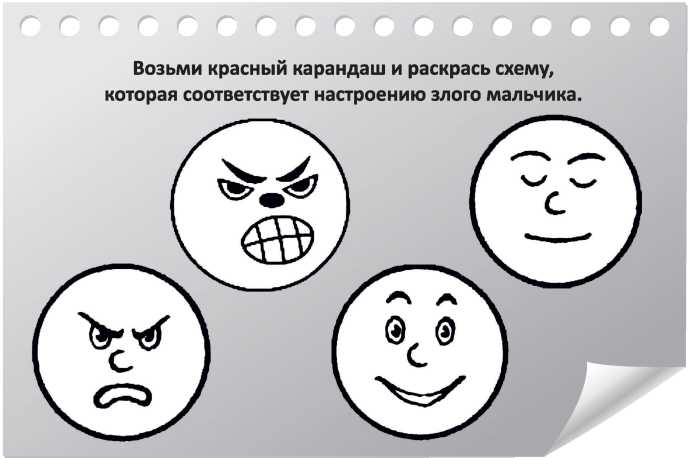 Возьми красный карандаш и раскрась схему,
которая соответствует настроению злого мальчика.